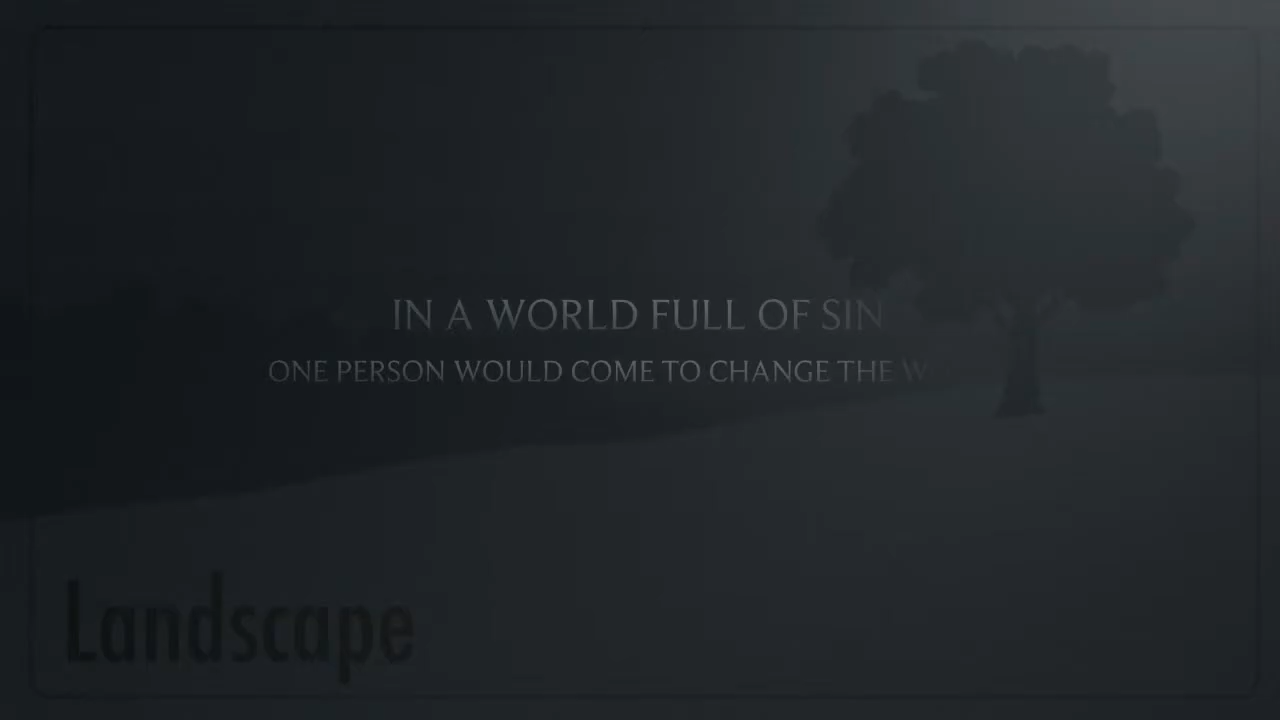 IN A WORLD FULL OF SIN
ONE PERSON WOULD COME TO CHANGE THE
Landscape